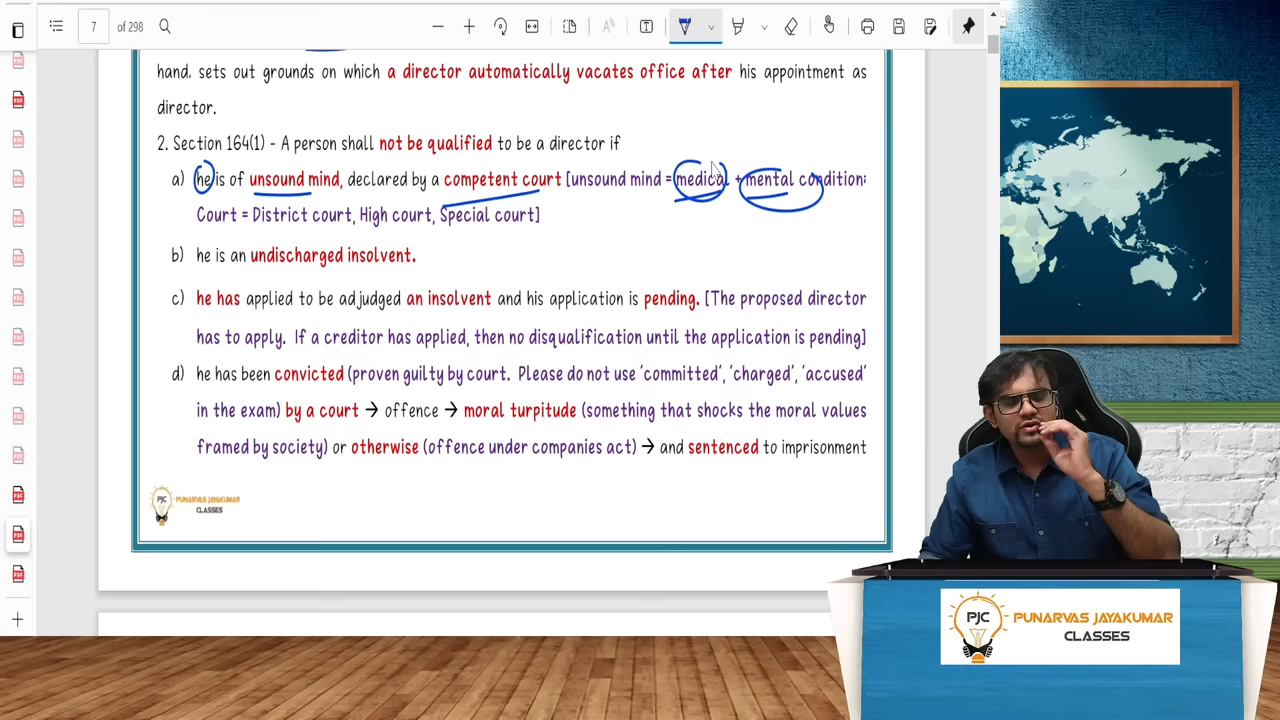 7 of 298
hand, sets out grounds on which a director automatically vacates office after his appointment as
director.
2. Section 164(1) - A person shall not be qualified to be a director if
a) he is of unsound mind, declared by a competent court [unsound mind = medical + mental condition;
Court = District court, High court, Special court]
b) he is an undischarged insolvent.
c) he has applied to be adjudged an insolvent and his application is pending. [The proposed director
has to apply. If a creditor has applied, then no disqualification until the application is pending]
d) he has been convicted (proven guilty by court. Please do not use 'committed', 'charged', 'accused'
in the exam) by a court → offence → moral turpitude (something that shocks the moral values
framed by society) or otherwise (offence under companies act) → and sentenced to imprisonment
PJC PUNARVAS JAYAKUMAR
CLASSES
PJC PUNARVAS JAYAKUMAR
CLASSES